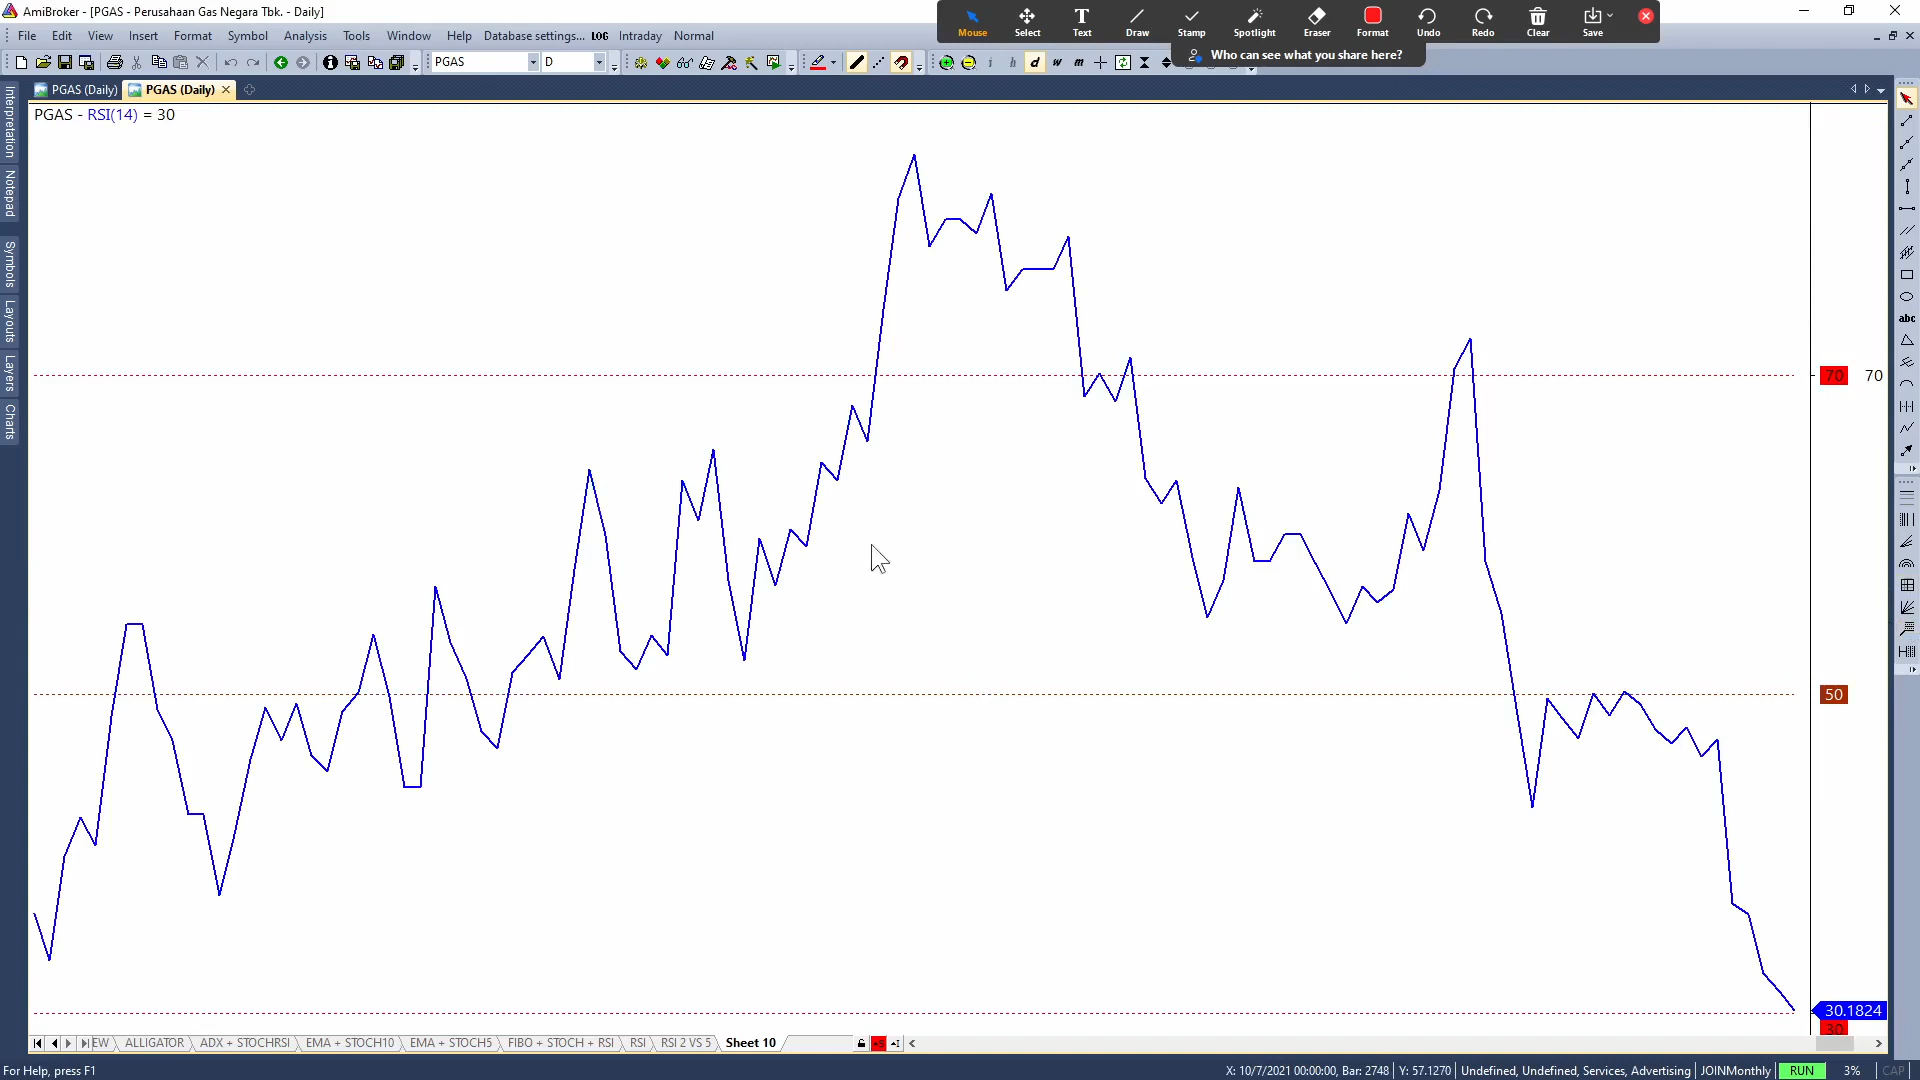 AmiBroker - [PGAS - Perusahaan Gas Negara Tbk. - Daily]
Mouse
Select
Text
Draw
Stamp
Spotlight
Eraser
Format
Undo
Redo
Clear
Save
File Edit View Insert Format Symbol Analysis Tools Window Help Database settings... LOG Intraday Normal
Who can see what you share here?
PGAS
D
i h d w m
PGAS (Daily)
PGAS (Daily)
PGAS - RSI(14) = 30
Interpretation
Notepad
Symbols
Layouts
Layers
Charts
abc
70 70
50
30.1824
30
EW ALLIGATOR ADX + STOCHRSI EMA + STOCH10 EMA + STOCH5 FIBO + STOCH + RSI RSI RSI 2 VS 5 Sheet 10
For Help, press F1
X: 10/7/2021 00:00:00, Bar: 2748 Y: 57.1270 Undefined, Undefined, Services, Advertising JOINMonthly RUN 3% CAP